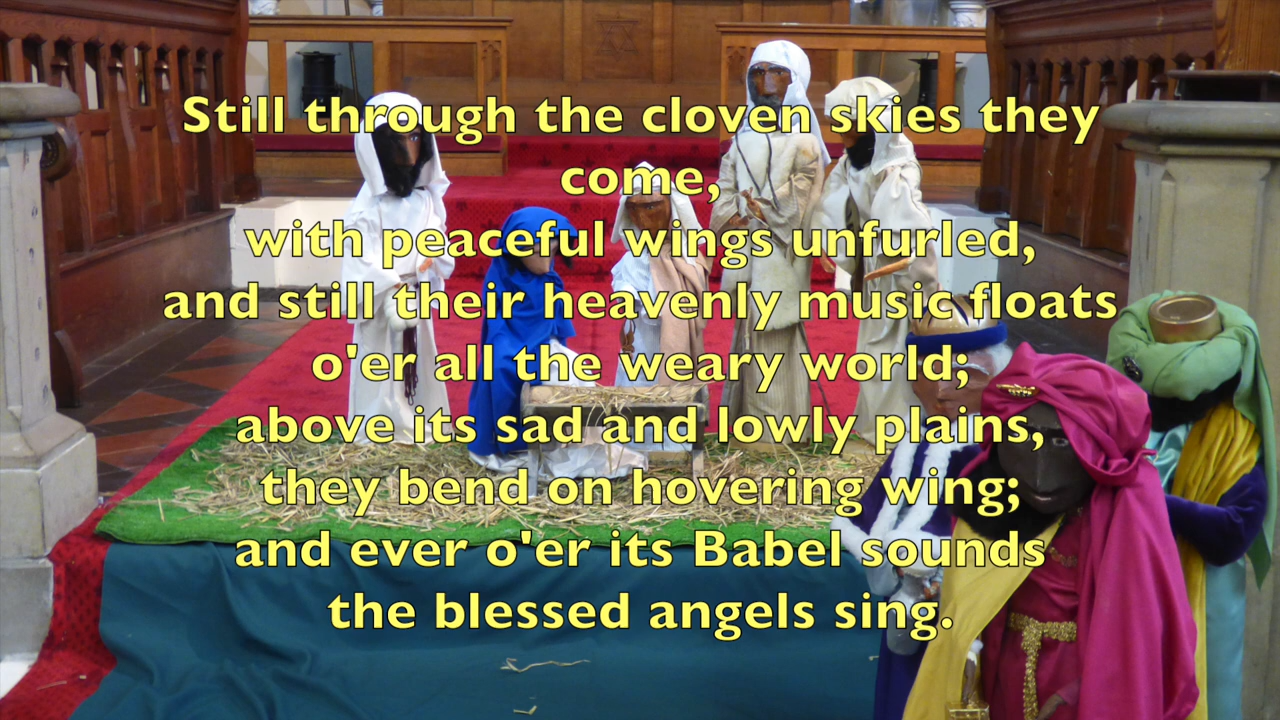 Still through the cloven skies they
come,
with peaceful wings unfurled,
and still their heavenly music floats
o'er all the weary world;
above its sad and lowly plains,
they bend on hovering wing;
and ever o'er its Babel sounds
the blessed angels sing.